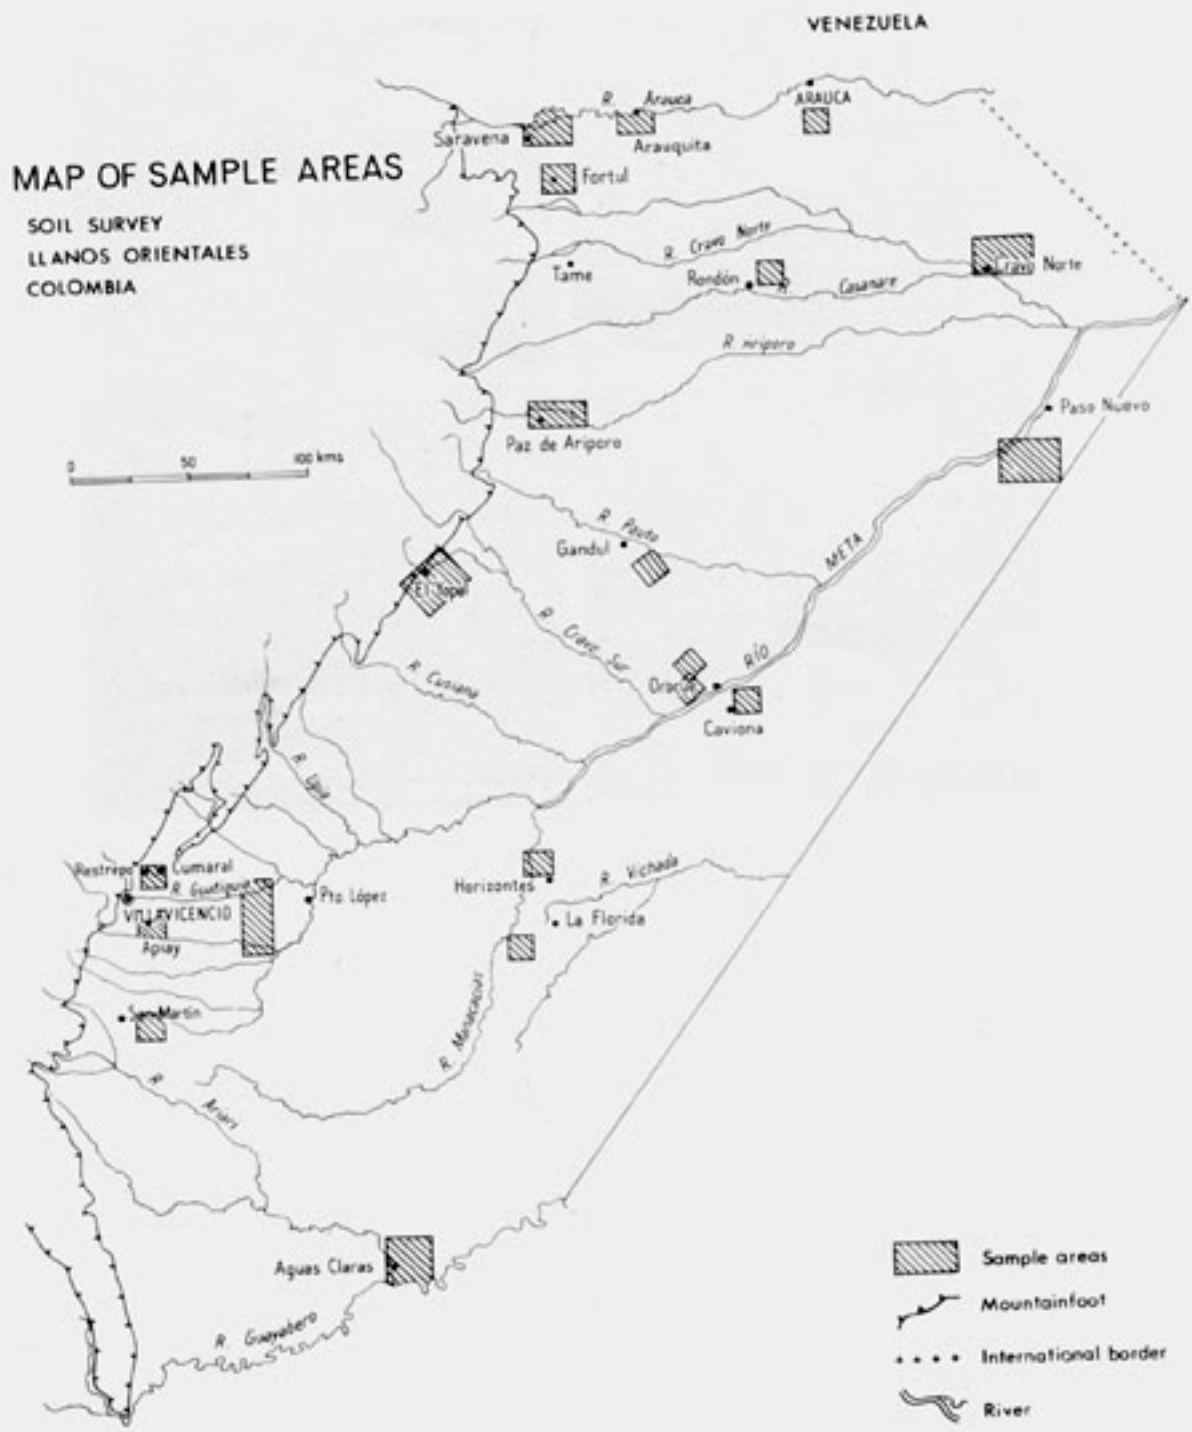 VENEZUELA
MAP OF SAMPLE AREAS
SOIL SURVEY
LLANOS ORIENTALES
COLOMBIA
R. Arauca
ARAUCA
Saravena
Arauquita
Fortul
R. Cravo Norte
Tame
Rondón
R. Casanare
Cravo Norte
R. Ariporo
Paso Nuevo
Paz de Ariporo
0 50 100 kms
R. Pauto
Gandul
RÍO META
El Yopal
R. Cravo Sur
R. Cusiana
Orocué
Caviona
R. Upía
Restrepo
Cumaral
R. Guatiquía
Pto. López
VILLAVICENCIO
Apiay
Horizontes
R. Vichada
La Florida
San Martín
R. Manacacías
R. Ariari
Aguas Claras
R. Guayabero
Sample areas
Mountainfoot
International border
River